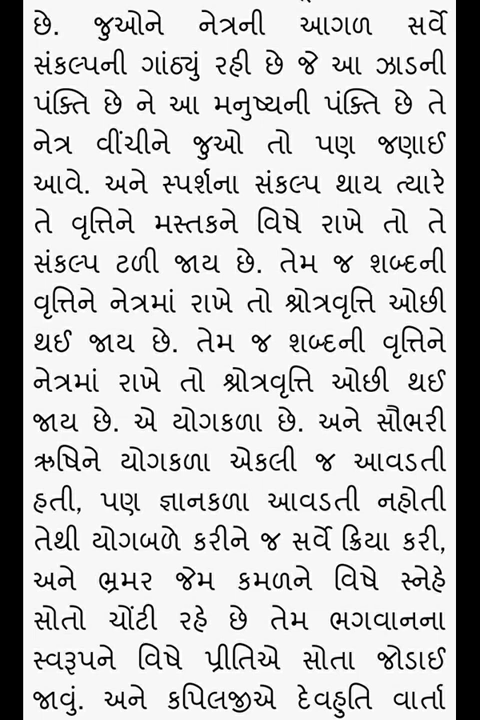 છે. જુઓને નેત્રની આગળ સર્વે
સંકલ્પની ગાંઠ્યું રહી છે જે આ ઝાડની
પંક્તિ છે ને આ મનુષ્યની પંક્તિ છે તે
નેત્ર વીંચીને જુઓ તો પણ જણાઈ
આવે. અને સ્પર્શના સંકલ્પ થાય ત્યારે
તે વૃત્તિને મસ્તકને વિષે રાખે તો તે
સંકલ્પ ટળી જાય છે. તેમ જ શબ્દની
વૃત્તિને નેત્રમાં રાખે તો શ્રોત્રવૃત્તિ ઓછી
થઈ જાય છે. તેમ જ શબ્દની વૃત્તિને
નેત્રમાં રાખે તો શ્રોત્રવૃત્તિ ઓછી થઈ
જાય છે. એ યોગકળા છે. અને સૌભરી
ઋષિને યોગકળા એકલી જ આવડતી
હતી, પણ જ્ઞાનકળા આવડતી નહોતી
તેથી યોગબળે કરીને જ સર્વે ક્રિયા કરી,
અને ભ્રમર જેમ કમળને વિષે સ્નેહે
સોતો ચોંટી રહે છે તેમ ભગવાનના
સ્વરૂપને વિષે પ્રીતિએ સોતા જોડાઈ
જાવું. અને કપિલજીએ દેવહુતિ વાર્તા